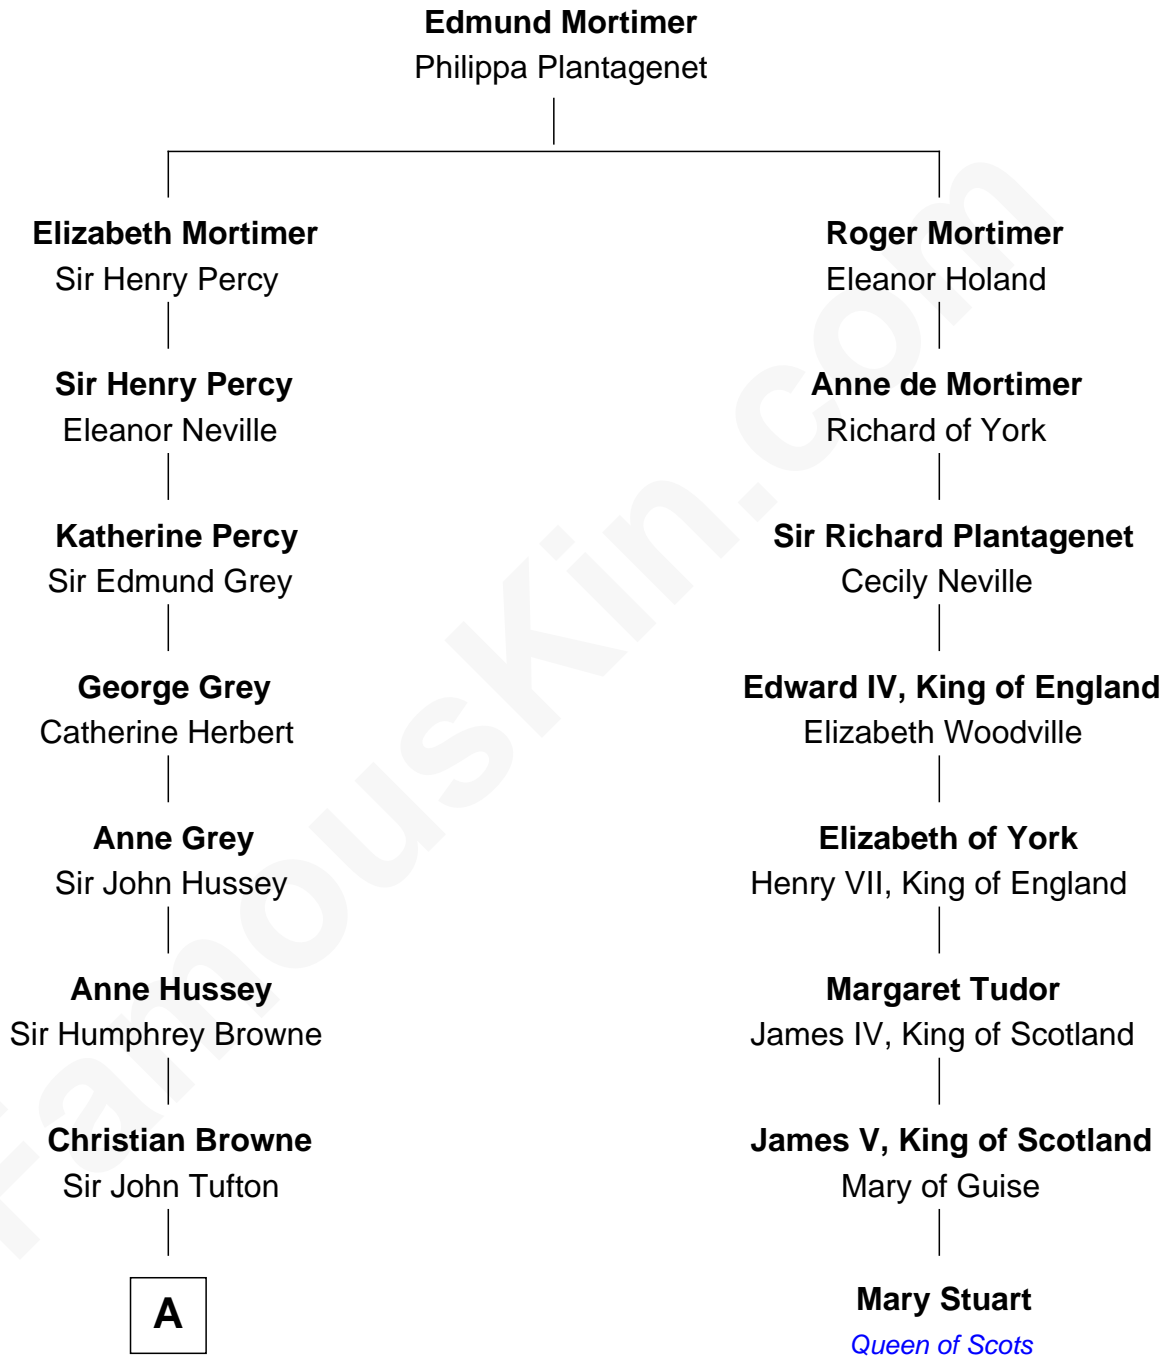 Edmund Mortimer
Philippa Plantagenet
Elizabeth Mortimer
Sir Henry Percy
Roger Mortimer
Eleanor Holand
Sir Henry Percy
Eleanor Neville
Anne de Mortimer
Richard of York
Katherine Percy
Sir Edmund Grey
Sir Richard Plantagenet
Cecily Neville
George Grey
Catherine Herbert
Edward IV, King of England
Elizabeth Woodville
Anne Grey
Sir John Hussey
Elizabeth of York
Henry VII, King of England
Anne Hussey
Sir Humphrey Browne
Margaret Tudor
James IV, King of Scotland
Christian Browne
Sir John Tufton
James V, King of Scotland
Mary of Guise
A
Mary Stuart
Queen of Scots
FamousKin.com